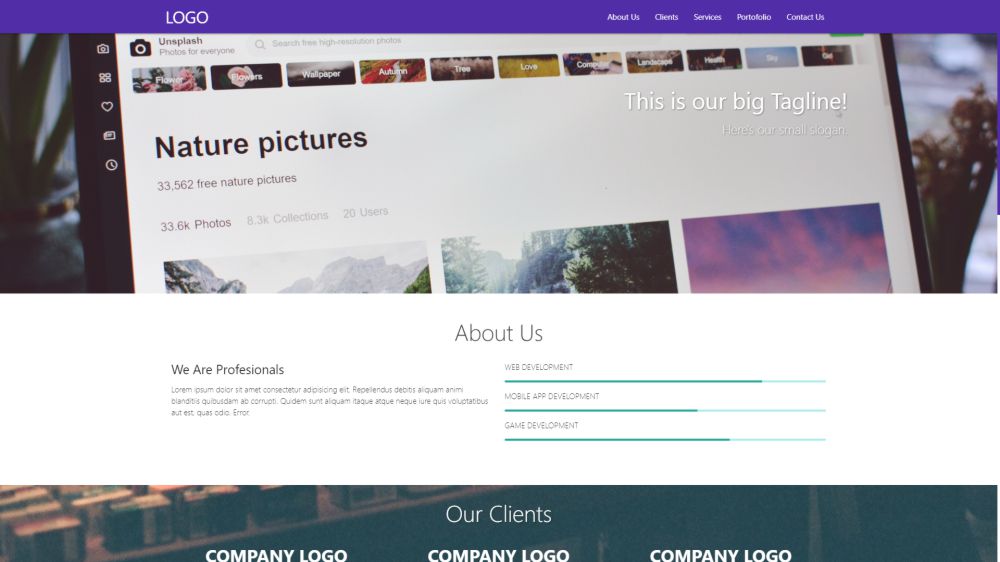 LOGO
About Us
Clients
Services
Portofolio
Contact Us
Unsplash
Photos for everyone
Search free high-resolution photos
Flower
Flowers
Wallpaper
Autumn
Tree
Love
Computer
Landscape
Health
Sky
Girl
This is our big Tagline!
Here's our small slogan.
Nature pictures
33,562 free nature pictures
33.6k Photos
8.3k Collections
20 Users
About Us
We Are Profesionals
Lorem ipsum dolor sit amet consectetur adipisicing elit. Repellendus debitis aliquam animi
blanditiis quibusdam ab corrupti. Quidem sunt aliquam itaque atque neque iure quis voluptatibus
aut est, quas odio. Error.
WEB DEVELOPMENT
MOBILE APP DEVELOPMENT
GAME DEVELOPMENT
Our Clients
COMPANY LOGO
COMPANY LOGO
COMPANY LOGO